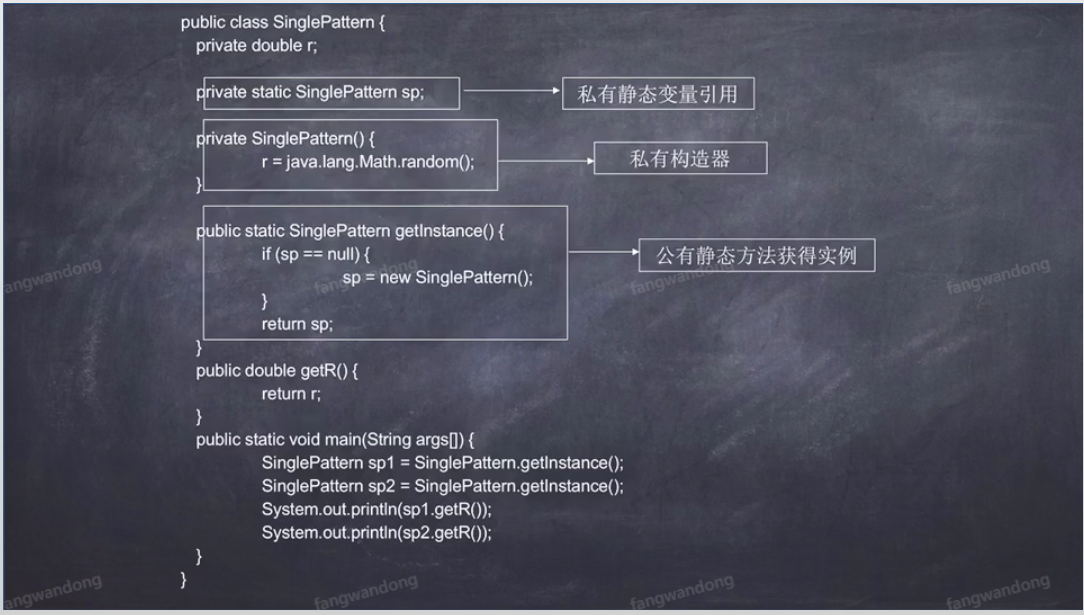 public class SinglePattern {
private double r;
private static SinglePattern sp;
私有静态变量引用
private SinglePattern() {
r = java.lang.Math.random();
}
私有构造器
public static SinglePattern getInstance() {
if (sp == null) {
sp = new SinglePattern();
}
return sp;
}
公有静态方法获得实例
public double getR() {
return r;
}
public static void main(String args[]) {
SinglePattern sp1 = SinglePattern.getInstance();
SinglePattern sp2 = SinglePattern.getInstance();
System.out.println(sp1.getR());
System.out.println(sp2.getR());
}
}
angwandong
fangwandong
fangwandong
fangwandong
angwandong
fangwandong
fangwandong
fangwandong